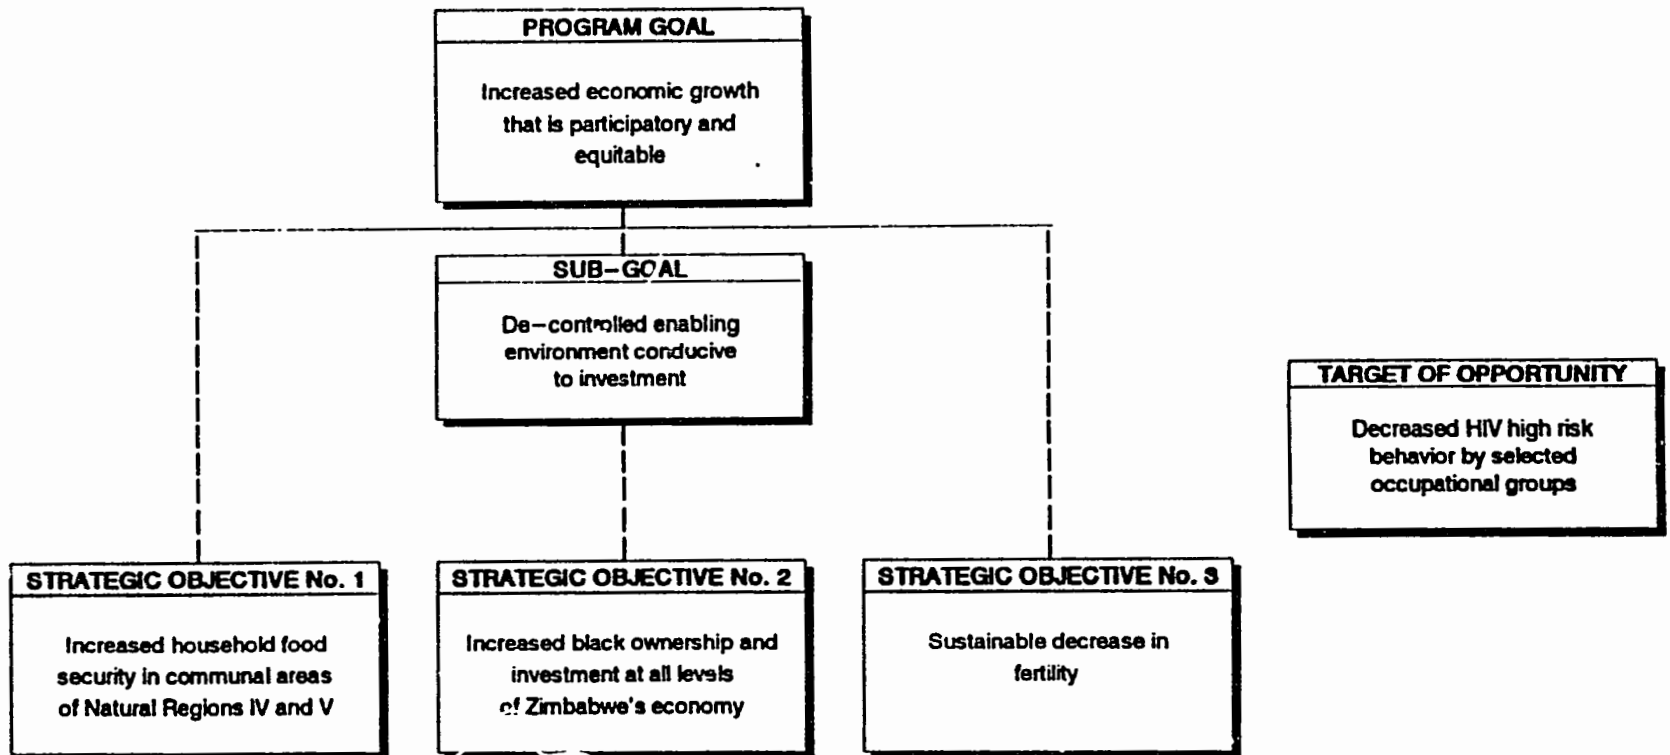 PROGRAM GOAL
Increased economic growth
that is participatory and
equitable
SUB-GOAL
De-controlled enabling
environment conducive
to investment
TARGET OF OPPORTUNITY
Decreased HIV high risk
behavior by selected
occupational groups
STRATEGIC OBJECTIVE No. 1
Increased household food
security in communal areas
of Natural Regions IV and V
STRATEGIC OBJECTIVE No. 2
Increased black ownership and
investment at all levels
of Zimbabwe's economy
STRATEGIC OBJECTIVE No. 3
Sustainable decrease in
fertility